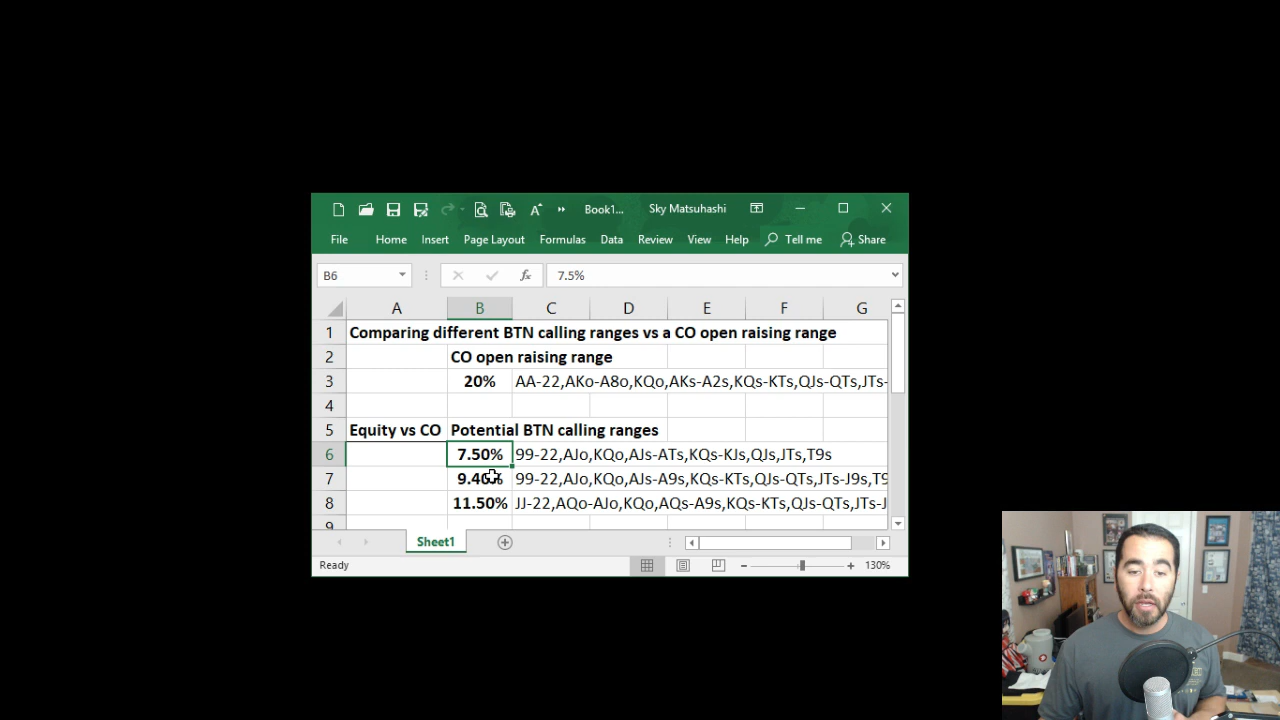 Book1... Sky Matsuhashi
File Home Insert Page Layout Formulas Data Review View Help Tell me Share
B6 fx 7.5%
A B C D E F G
1 Comparing different BTN calling ranges vs a CO open raising range
2 CO open raising range
3 20% AA-22,AKo-A8o,KQo,AKs-A2s,KQs-KTs,QJs-QTs,JTs-
4
5 Equity vs CO Potential BTN calling ranges
6 7.50% 99-22,AJo,KQo,AJs-ATs,KQs-KJs,QJs,JTs,T9s
7 9.40% 99-22,AJo,KQo,AJs-A9s,KQs-KTs,QJs-QTs,JTs-J9s,T9
8 11.50% JJ-22,AQo-AJo,KQo,AQs-A9s,KQs-KTs,QJs-QTs,JTs-J
9
Sheet1
Ready 130%